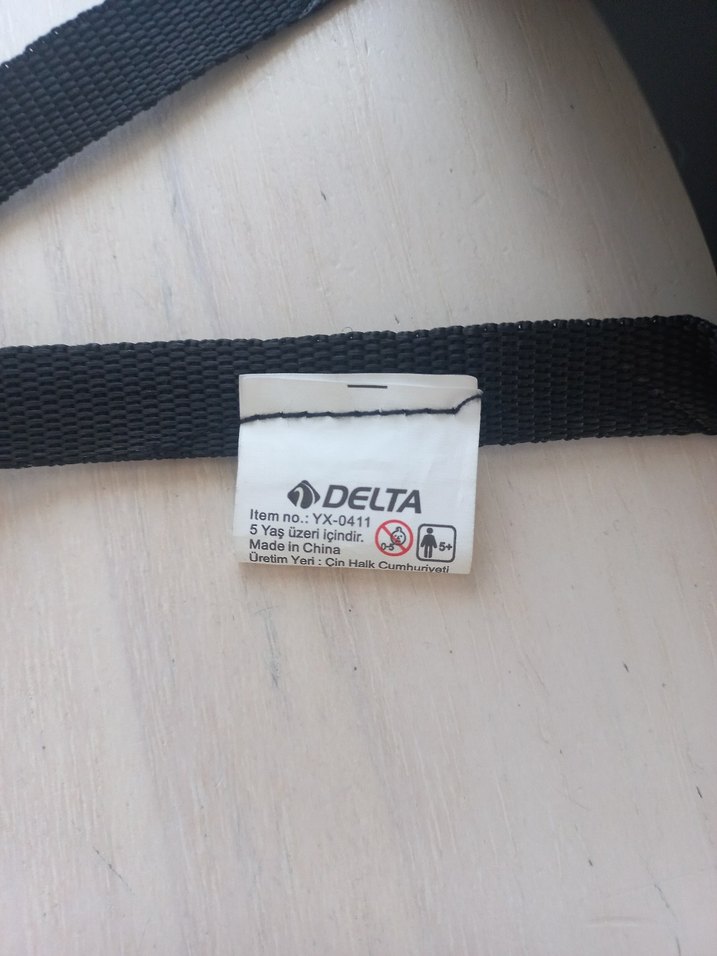 DELTA
Item no.: YX-0411
5 Yaş üzeri içindir.
0-5
5+
Made in China
Üretim Yeri : Çin Halk Cumhuriyeti